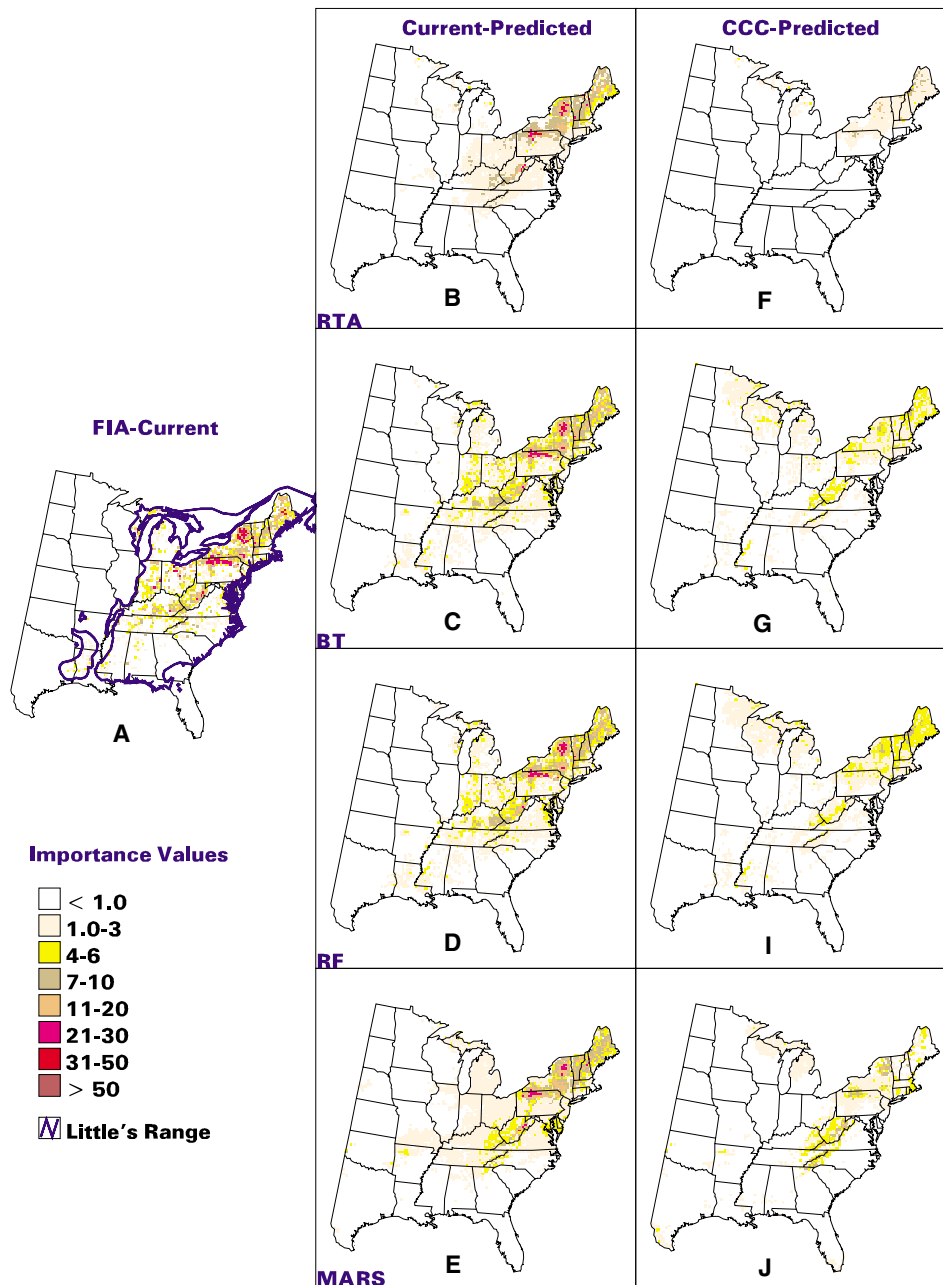 Current-Predicted
CCC-Predicted
B
F
RTA
FIA-Current
A
C
G
BT
Importance Values
< 1.0
1.0-3
4-6
7-10
11-20
21-30
31-50
> 50
Little's Range
D
I
RF
E
J
MARS